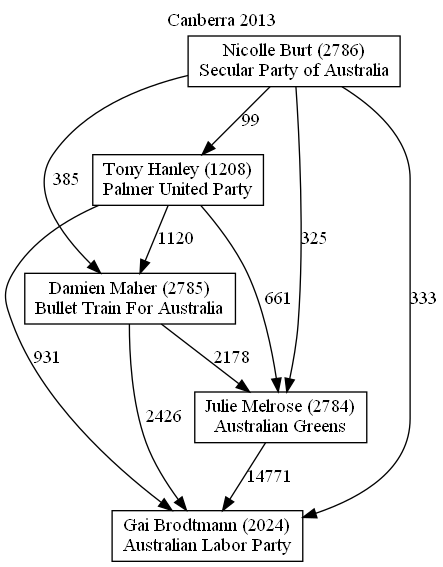 Canberra 2013
Nicolle Burt (2786)
Secular Party of Australia
99
Tony Hanley (1208)
Palmer United Party
385
1120
325
Damien Maher (2785)
Bullet Train For Australia
661
333
931
2178
Julie Melrose (2784)
Australian Greens
2426
14771
Gai Brodtmann (2024)
Australian Labor Party